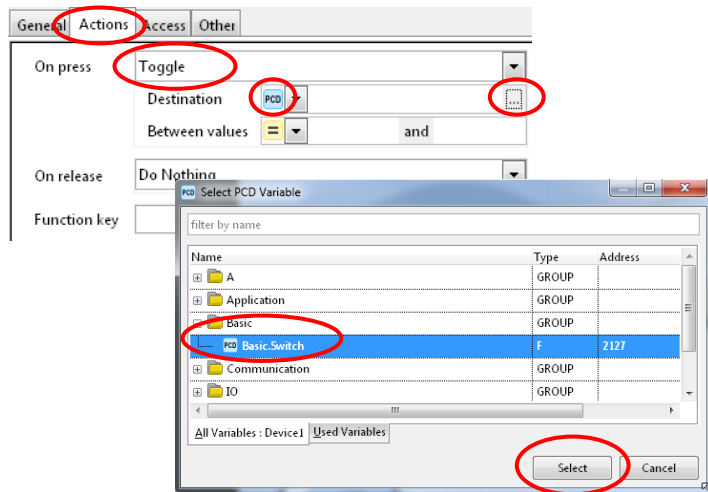 General Actions Access Other
On press Toggle
Destination PCD ...
Between values = and
On release Do Nothing
Function key
PCD Select PCD Variable
filter by name
Name Type Address
A GROUP
Application GROUP
Basic GROUP
PCD Basic.Switch F 2127
Communication GROUP
IO GROUP
All Variables : Device1 Used Variables
Select Cancel